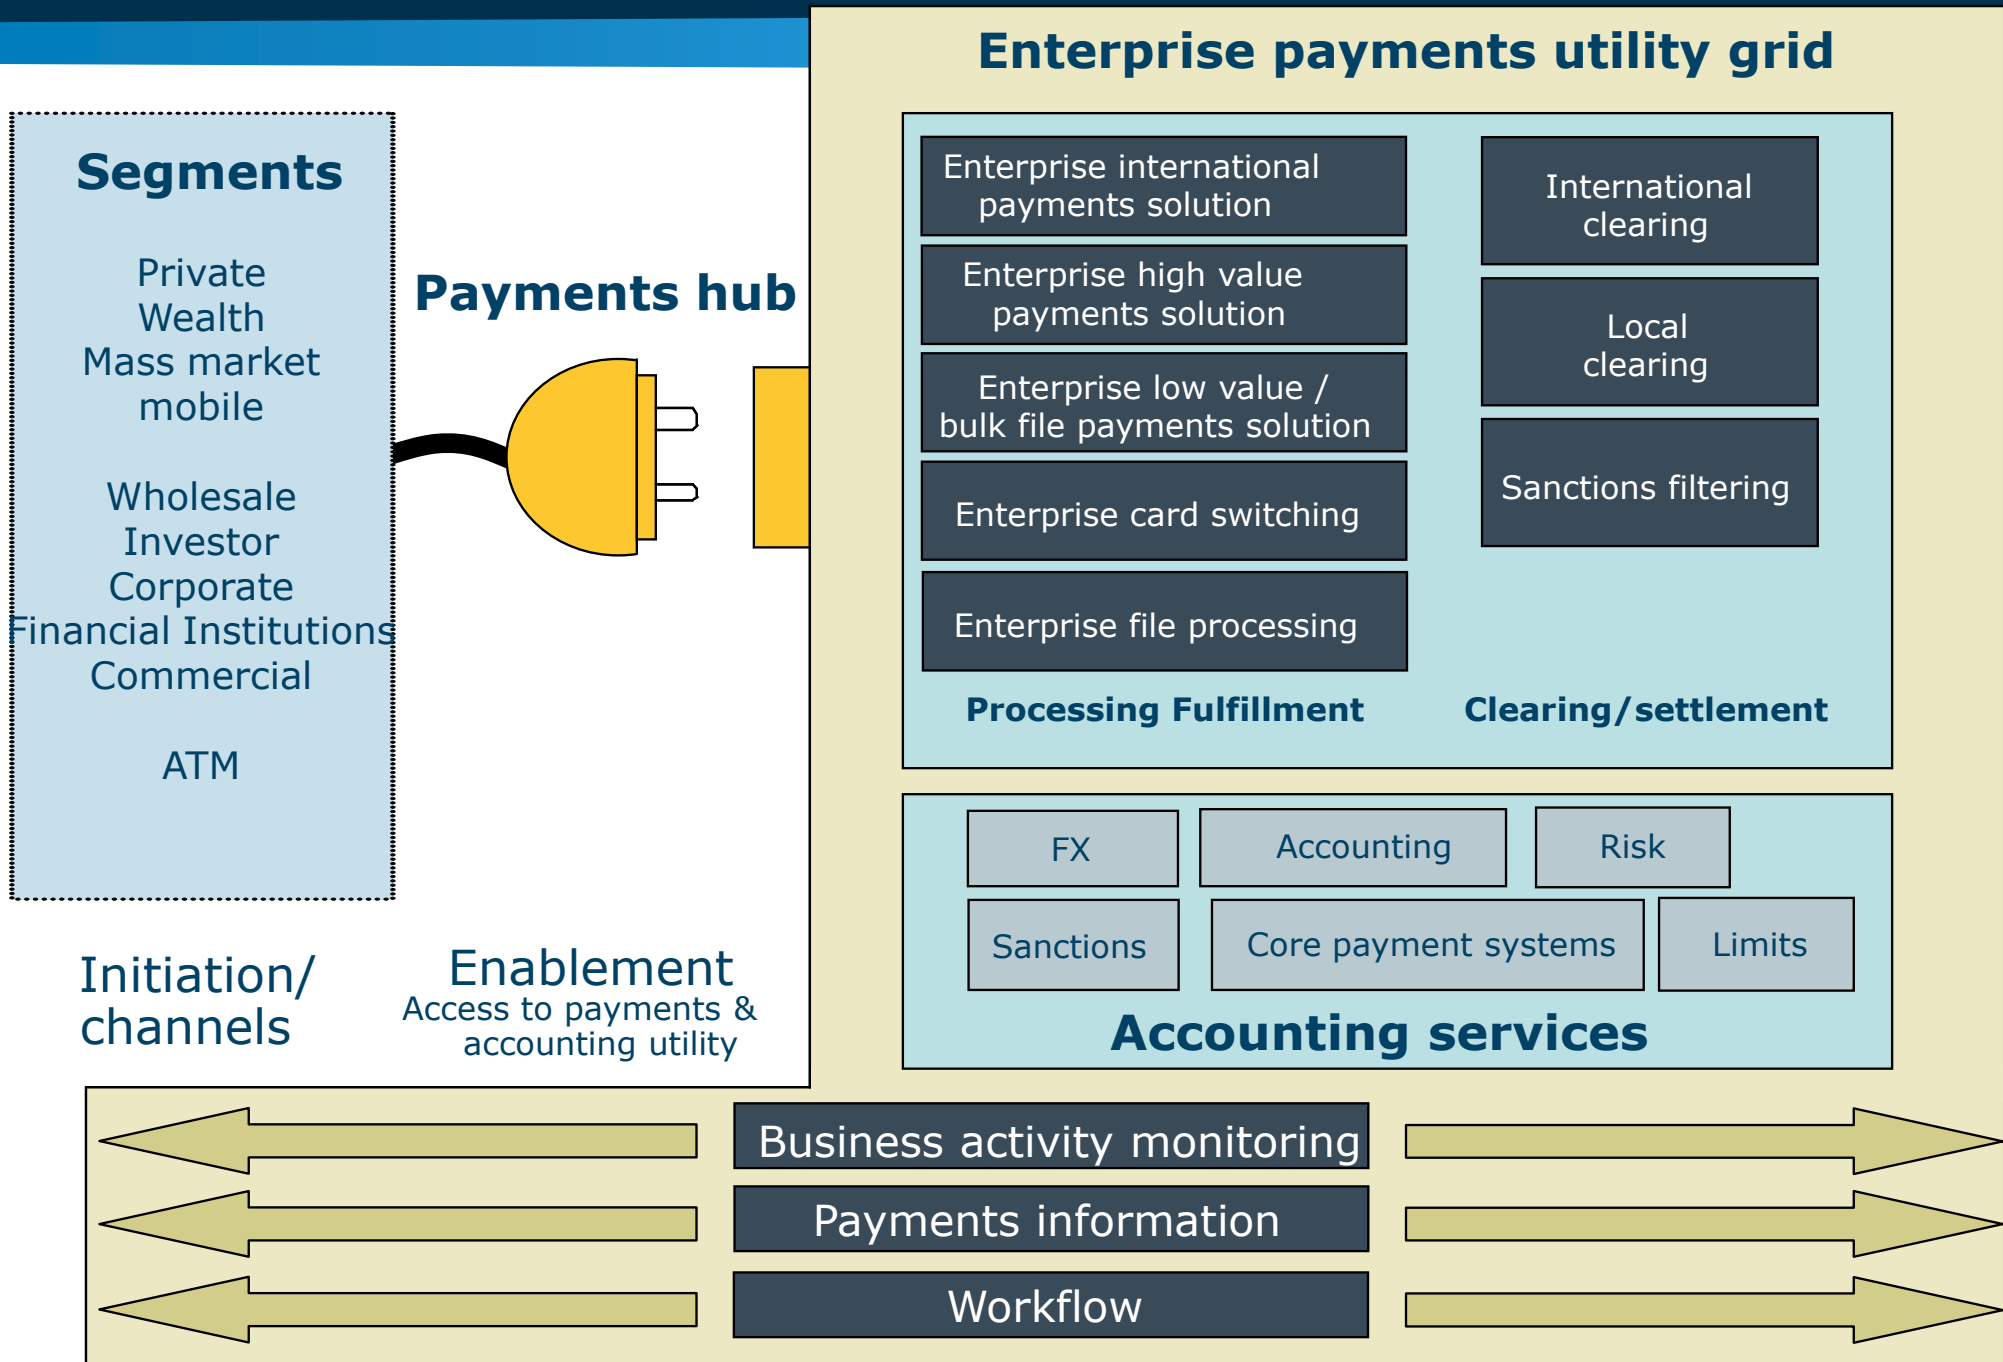 Enterprise payments utility grid
Segments
Private
Wealth
Mass market
mobile
Wholesale
Investor
Corporate
Financial Institutions
Commercial
ATM
Payments hub
Enterprise international
payments solution
Enterprise high value
payments solution
Enterprise low value /
bulk file payments solution
Enterprise card switching
Enterprise file processing
Processing Fulfillment
International
clearing
Local
clearing
Sanctions filtering
Clearing/settlement
FX
Accounting
Risk
Sanctions
Core payment systems
Limits
Accounting services
Initiation/
channels
Enablement
Access to payments &
accounting utility
Business activity monitoring
Payments information
Workflow